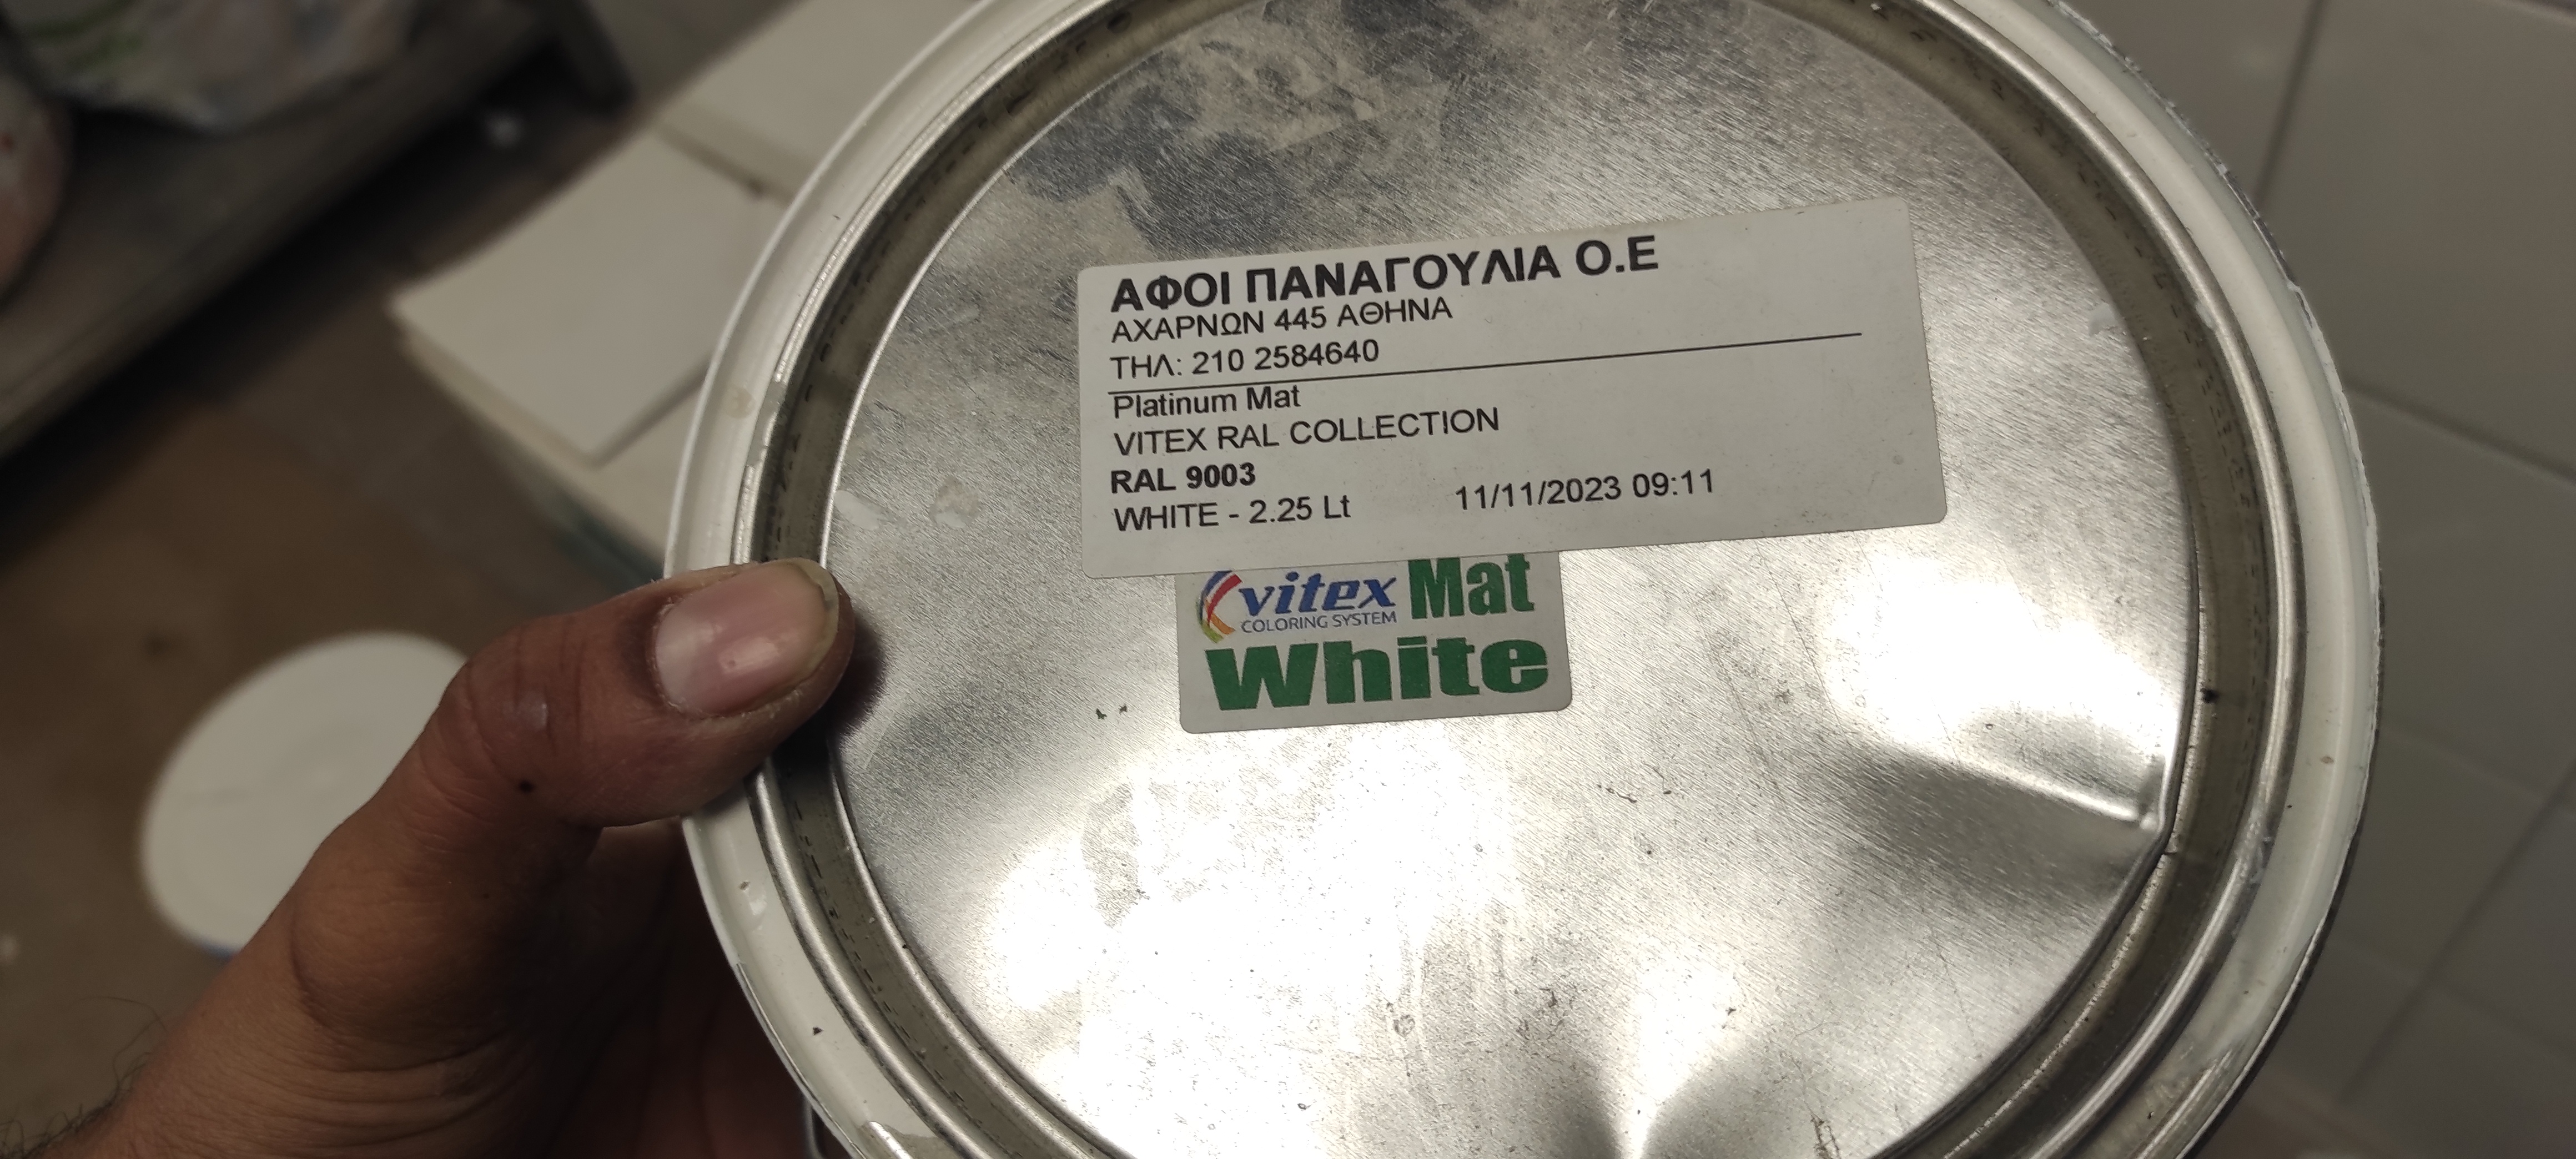 ΑΦΟΙ ΠΑΝΑΓΟΥΛΙΑ Ο.Ε
ΑΧΑΡΝΩΝ 445 ΑΘΗΝΑ
ΤΗΛ: 210 2584640
Platinum Mat
VITEX RAL COLLECTION
RAL 9003
WHITE - 2.25 Lt 11/11/2023 09:11
vitex Mat
COLORING SYSTEM
White